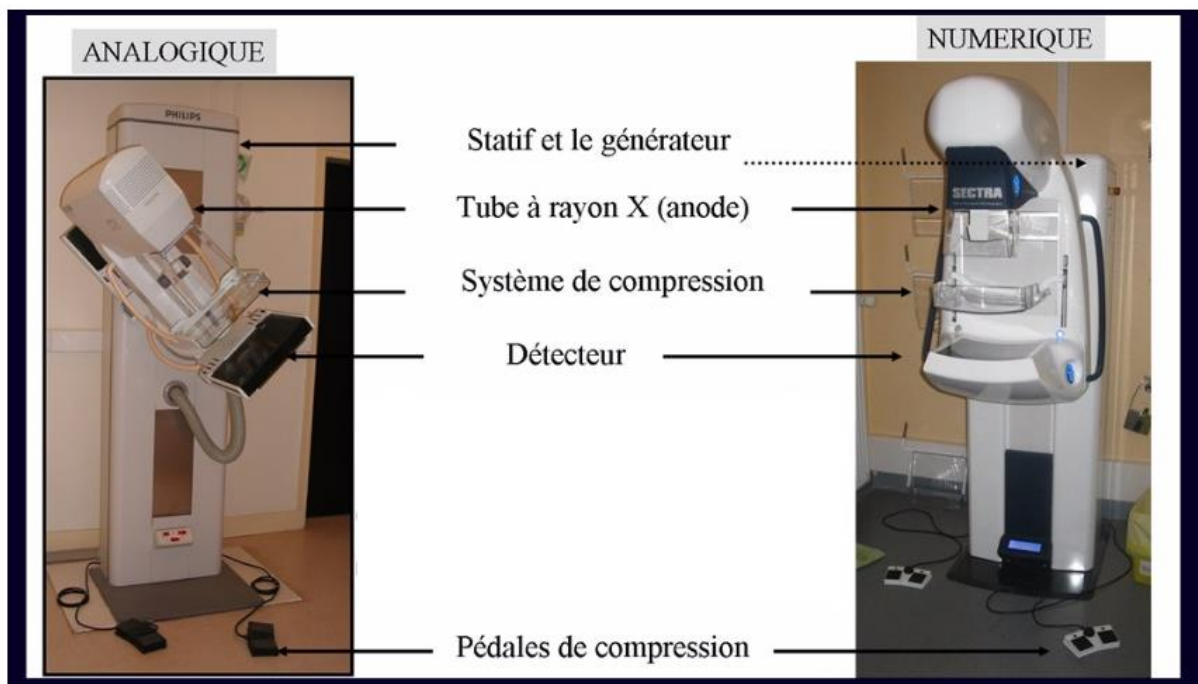 ANALOGIQUE
NUMERIQUE
PHILIPS
Statif et le générateur
SECTRA
Tube à rayon X (anode)
Système de compression
Détecteur
Pédales de compression